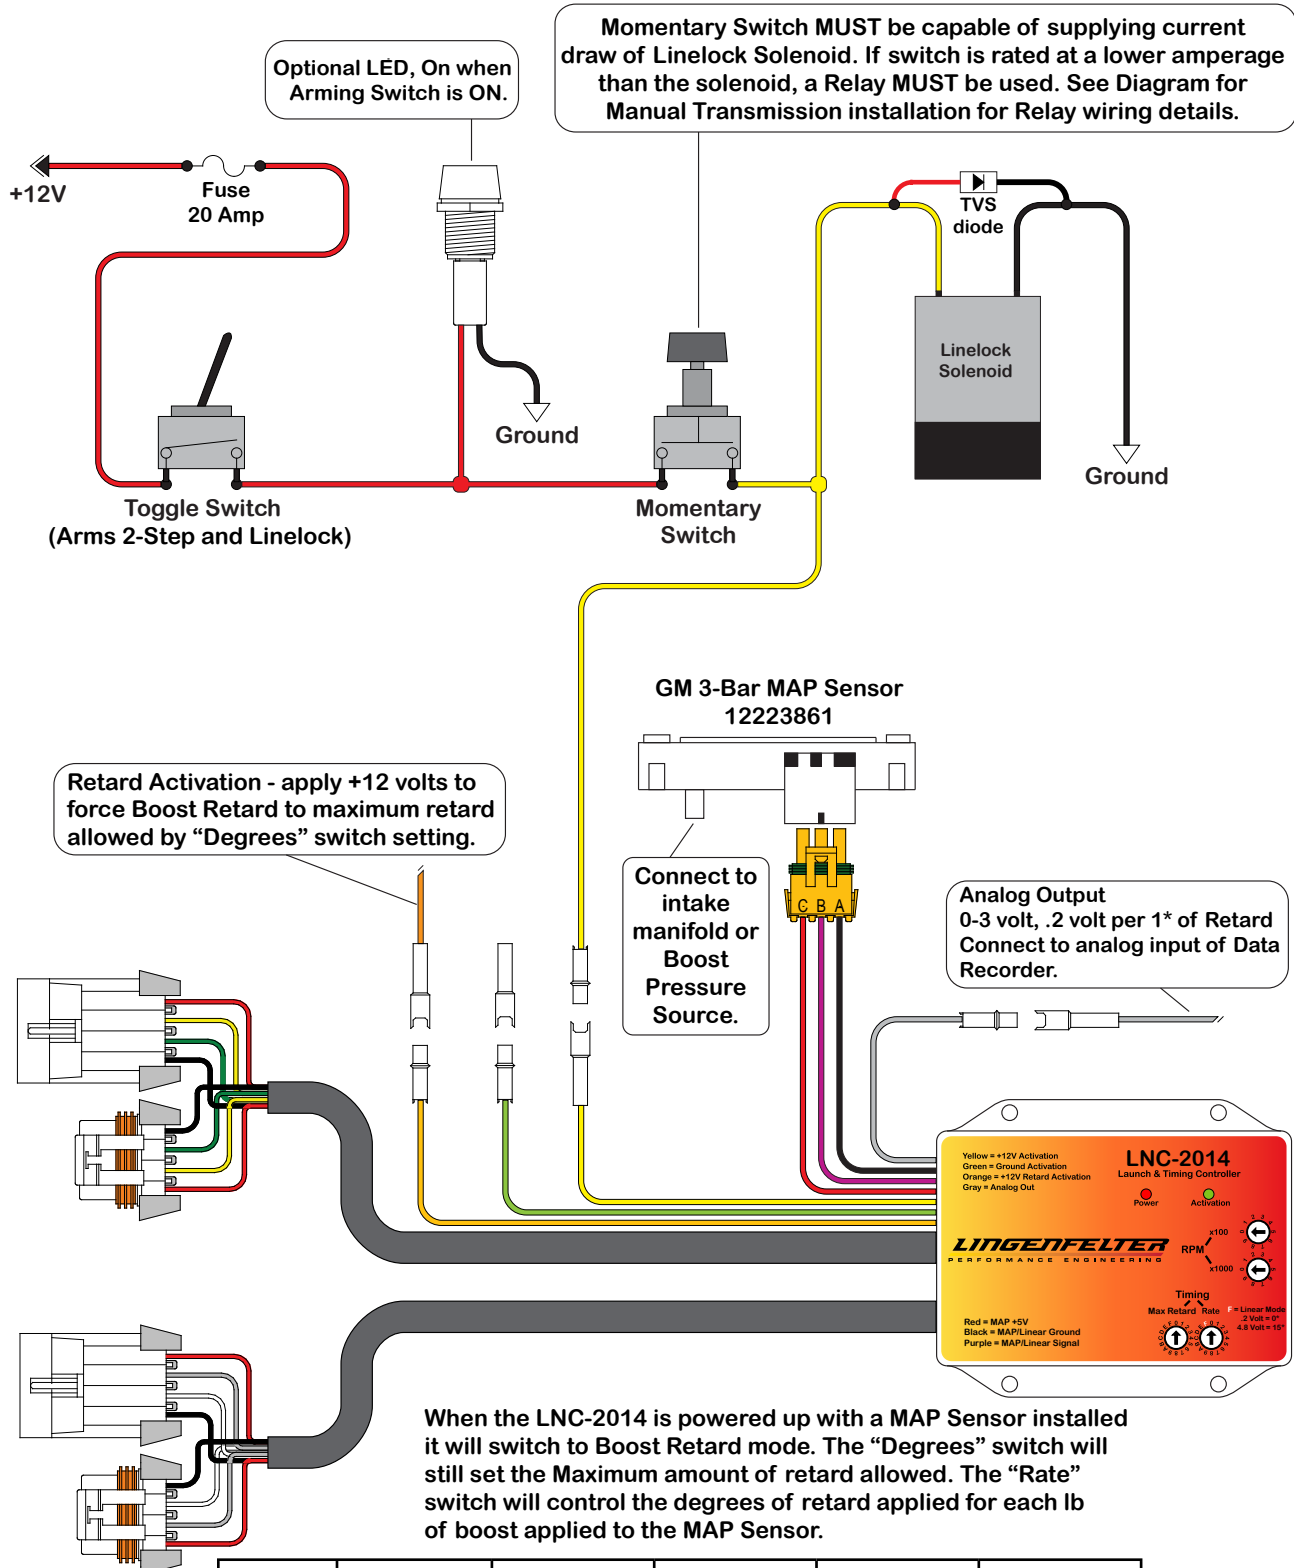 Momentary Switch MUST be capable of supplying current
draw of Linelock Solenoid. If switch is rated at a lower amperage
than the solenoid, a Relay MUST be used. See Diagram for
Manual Transmission installation for Relay wiring details.
Optional LED, On when
Arming Switch is ON.
+12V
Fuse
20 Amp
TVS
diode
Linelock
Solenoid
Ground
Ground
Toggle Switch
(Arms 2-Step and Linelock)
Momentary
Switch
GM 3-Bar MAP Sensor
12223861
Retard Activation - apply +12 volts to
force Boost Retard to maximum retard
allowed by “Degrees” switch setting.
Connect to
intake
manifold or
Boost
Pressure
Source.
C B A
Analog Output
0-3 volt, .2 volt per 1* of Retard
Connect to analog input of Data
Recorder.
Yellow = +12V Activation
Green = Ground Activation
Orange = +12V Retard Activation
Gray = Analog Out
LNC-2014
Launch & Timing Controller
Power
Activation
LINGENFELTER
PERFORMANCE ENGINEERING
RPM
x100
x1000
Timing
Max Retard
Rate
F = Linear Mode
.2 Volt = 0°
4.8 Volt = 15°
Red = MAP +5V
Black = MAP/Linear Ground
Purple = MAP/Linear Signal
When the LNC-2014 is powered up with a MAP Sensor installed
it will switch to Boost Retard mode. The “Degrees” switch will
still set the Maximum amount of retard allowed. The “Rate”
switch will control the degrees of retard applied for each lb
of boost applied to the MAP Sensor.